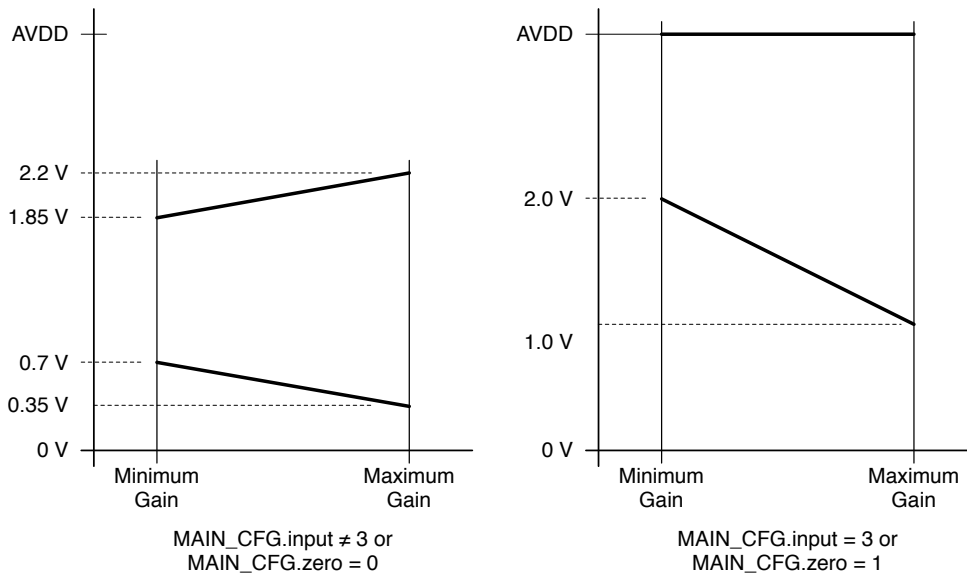 AVDD
2.2 V
1.85 V
0.7 V
0.35 V
0 V
Minimum
Gain
Maximum
Gain
MAIN_CFG.input ≠ 3 or
MAIN_CFG.zero = 0
AVDD
2.0 V
1.0 V
0 V
Minimum
Gain
Maximum
Gain
MAIN_CFG.input = 3 or
MAIN_CFG.zero = 1